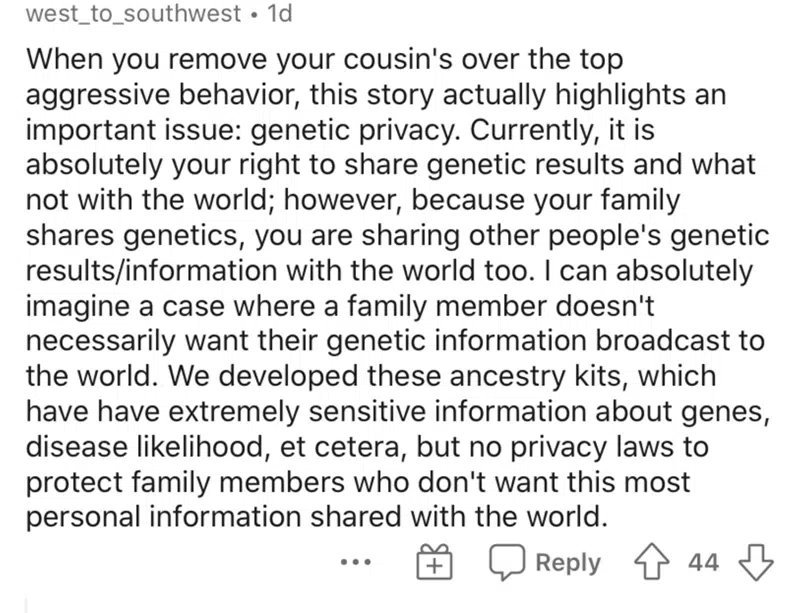 west_to_southwest • 1d
When you remove your cousin's over the top
aggressive behavior, this story actually highlights an
important issue: genetic privacy. Currently, it is
absolutely your right to share genetic results and what
not with the world; however, because your family
shares genetics, you are sharing other people's genetic
results/information with the world too. I can absolutely
imagine a case where a family member doesn't
necessarily want their genetic information broadcast to
the world. We developed these ancestry kits, which
have have extremely sensitive information about genes,
disease likelihood, et cetera, but no privacy laws to
protect family members who don't want this most
personal information shared with the world.
Reply 44